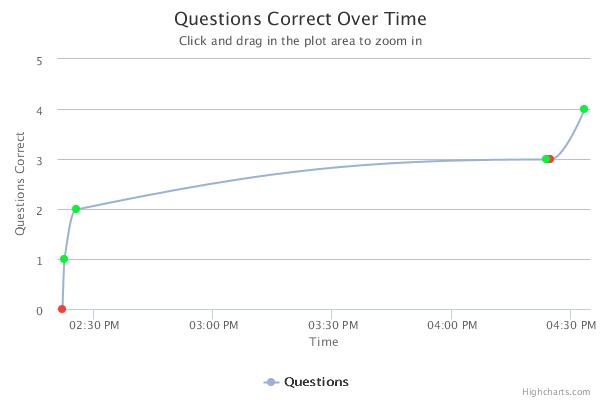 Questions Correct Over Time
Click and drag in the plot area to zoom in
Questions Correct
5
4
3
2
1
0
02:30 PM 03:00 PM 03:30 PM 04:00 PM 04:30 PM
Time
Questions
Highcharts.com